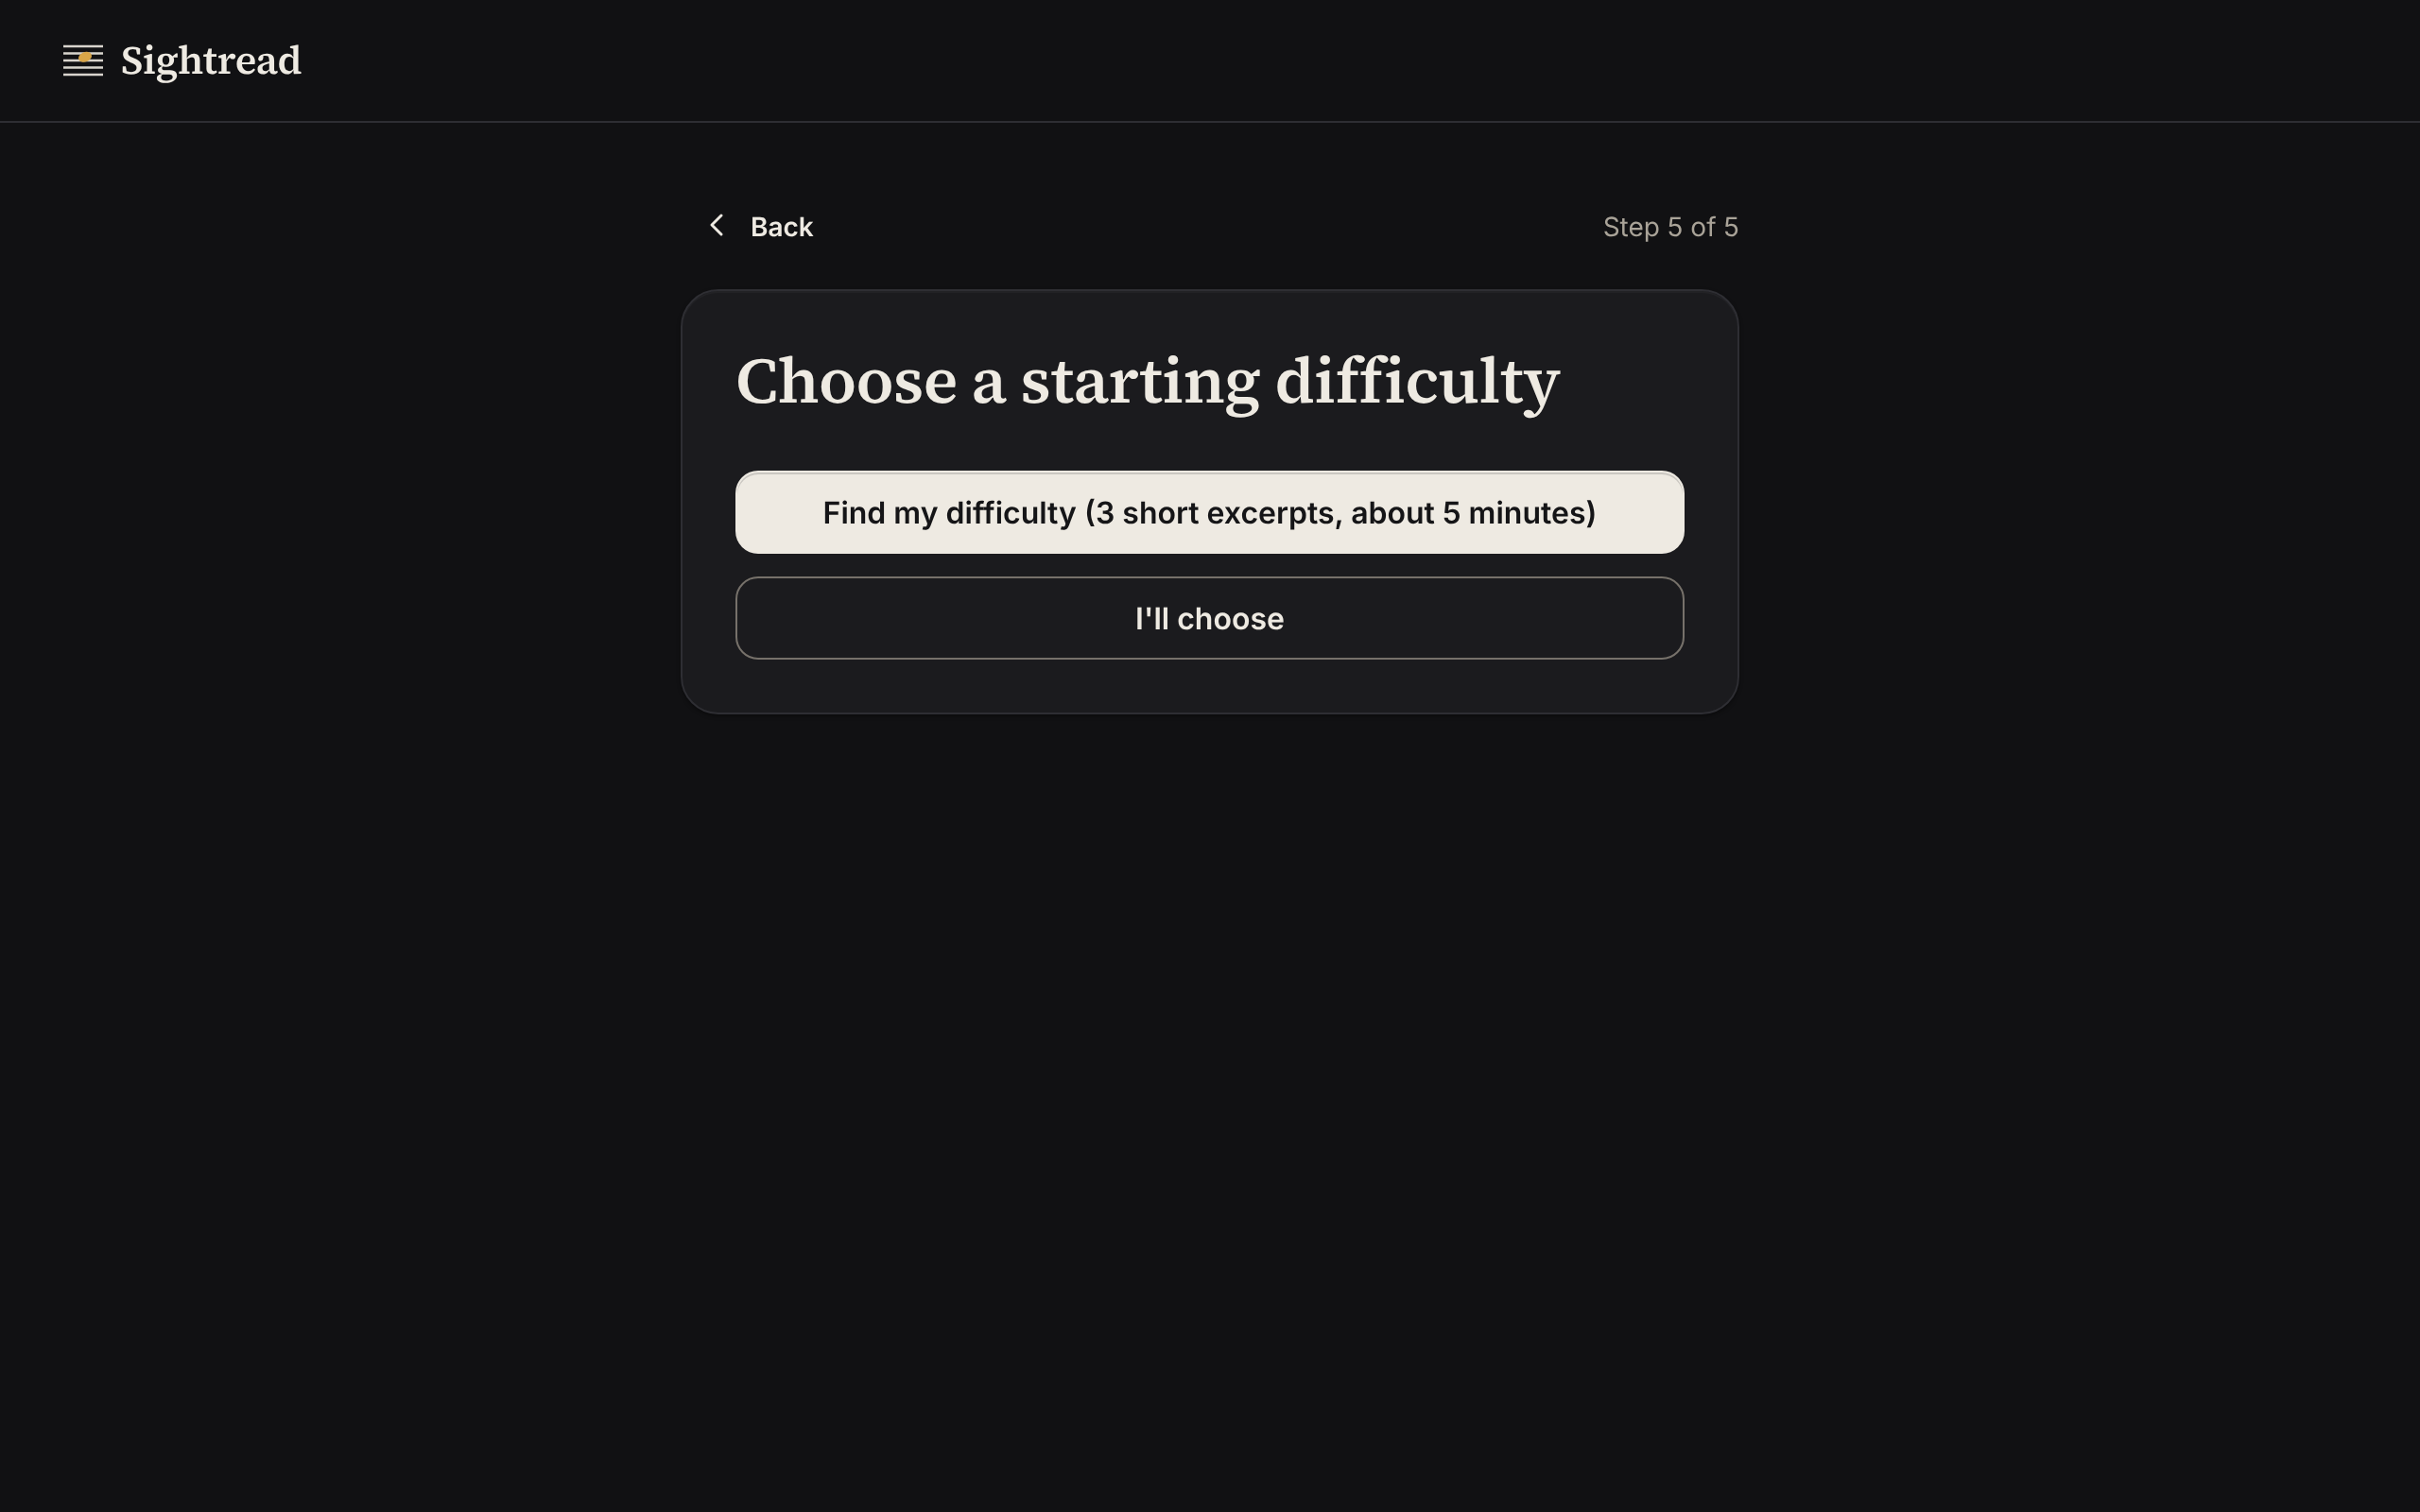 Sightread
Back
Step 5 of 5
Choose a starting difficulty
Find my difficulty (3 short excerpts, about 5 minutes)
I'll choose